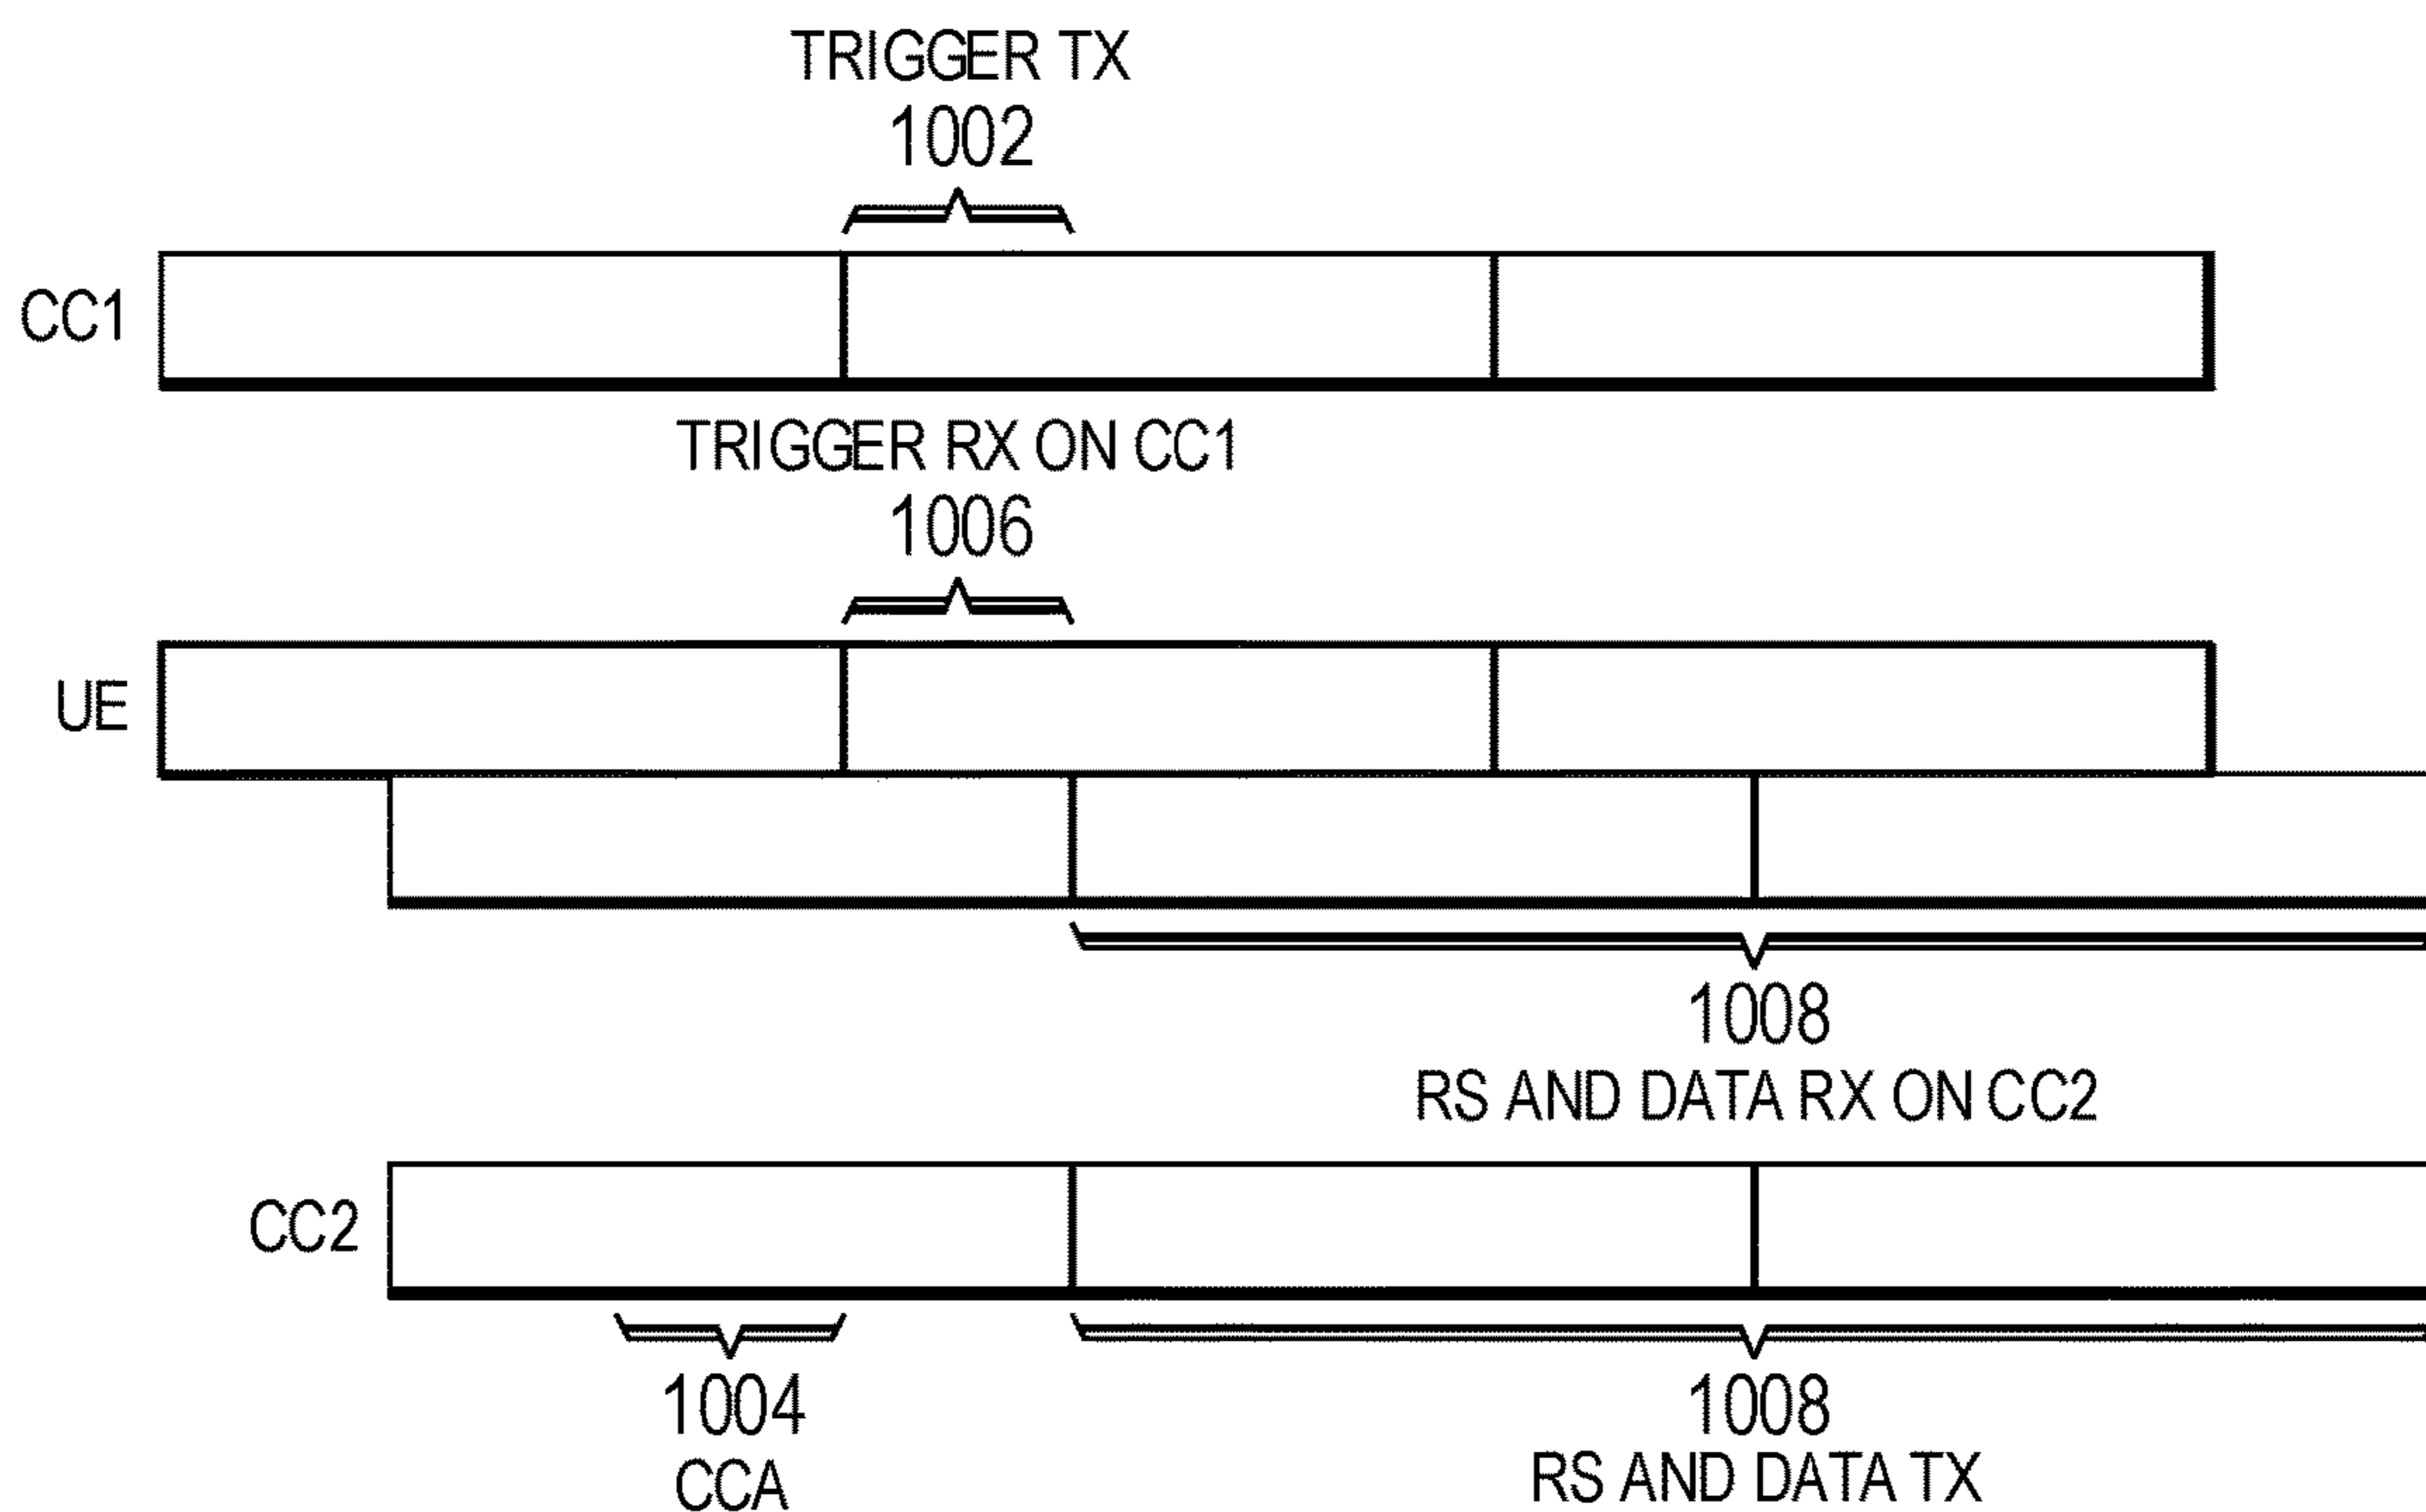 TRIGGER TX
1002
CC1
TRIGGER RX ON CC1
1006
UE
1008
RS AND DATA RX ON CC2
CC2
1004
CCA
1008
RS AND DATA TX